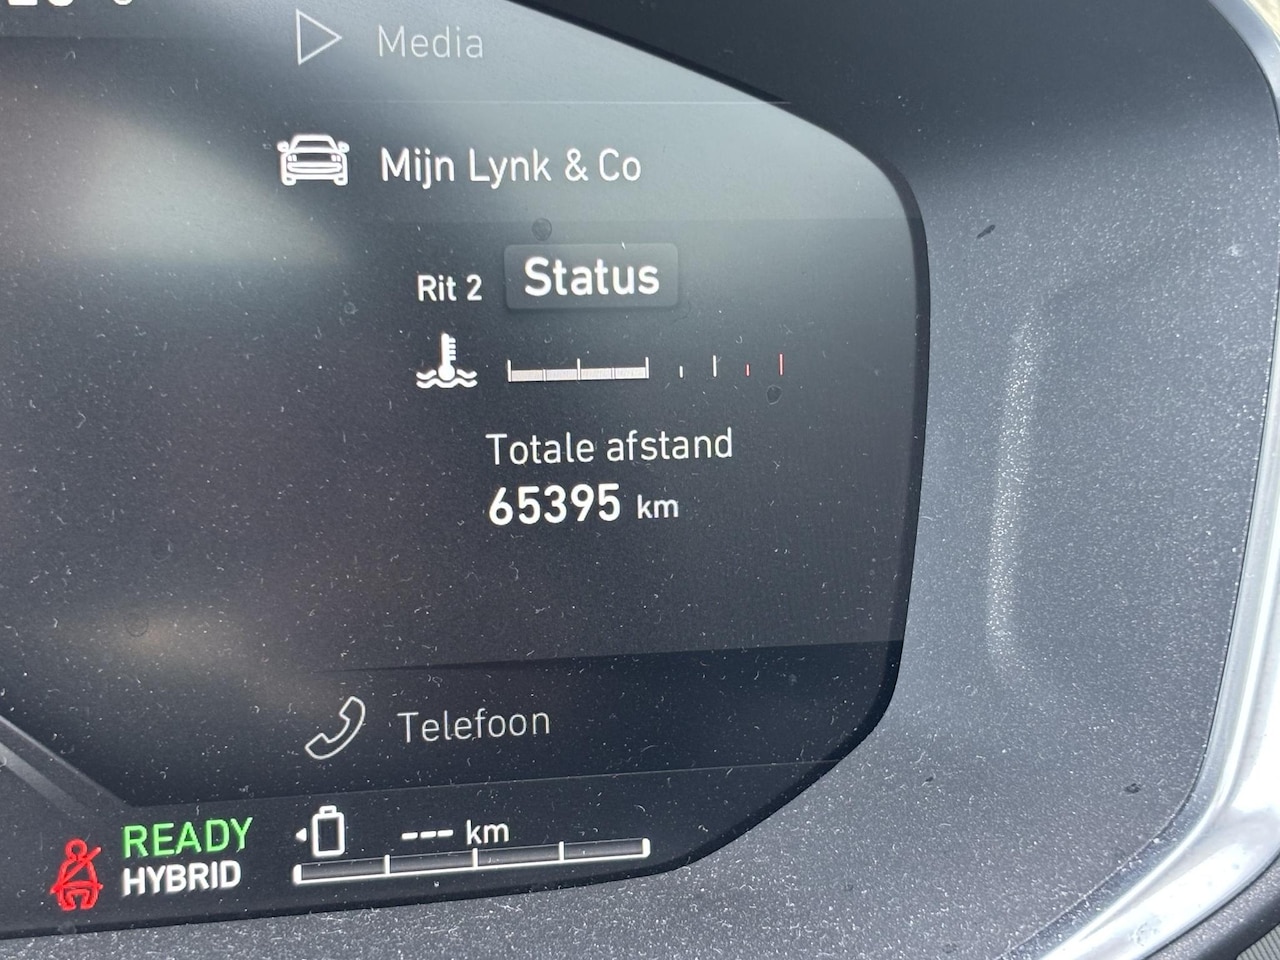 Media
Mijn Lynk & Co
Rit 2 Status
Totale afstand
65395 km
Telefoon
READY --- km
HYBRID